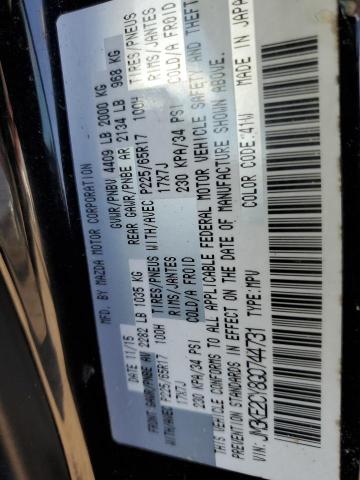 MFD. BY MAZDA MOTOR CORPORATION
GVWR/PNBV 4409 LB 2000 KG
DATE 11/15
FRONT GAWR/PNBE AV 2282 LB 1035 KG REAR GAWR/PNBE AR 2134 LB 968 KG
WITH/AVEC P225/65R17 100H TIRES/PNEUS WITH/AVEC P225/65R17 100H TIRES/PNEUS
17X7J RIMS/JANTES 17X7J RIMS/JANTES
230 KPA/34 PSI COLD/A FROID 230 KPA/34 PSI COLD/A FROID
THIS VEHICLE CONFORMS TO ALL APPLICABLE FEDERAL MOTOR VEHICLE SAFETY AND THEFT
PREVENTION STANDARDS IN EFFECT ON THE DATE OF MANUFACTURE SHOWN ABOVE.
MADE IN JAPAN
VIN: TYPE:MPV COLOR CODE:41W